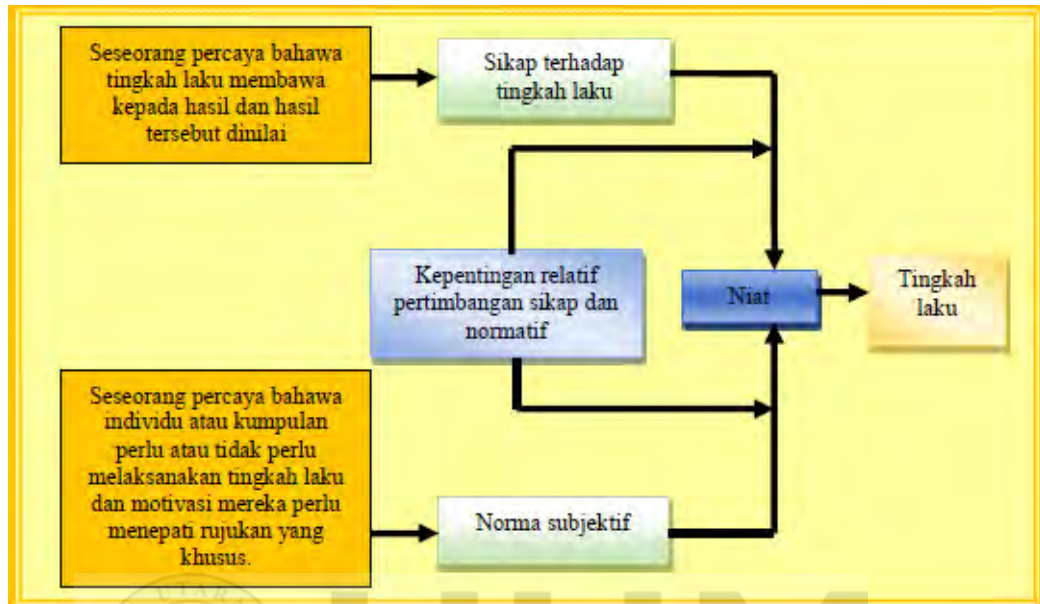 Seseorang percaya bahawa
tingkah laku membawa
kepada hasil dan hasil
tersebut dinilai
Sikap terhadap
tingkah laku
Kepentingan relatif
pertimbangan sikap dan
normatif
Niat
Tingkah
laku
Seseorang percaya bahawa
individu atau kumpulan
perlu atau tidak perlu
melaksanakan tingkah laku
dan motivasi mereka perlu
menepati rujukan yang
khusus.
Norma subjektif
UTARA